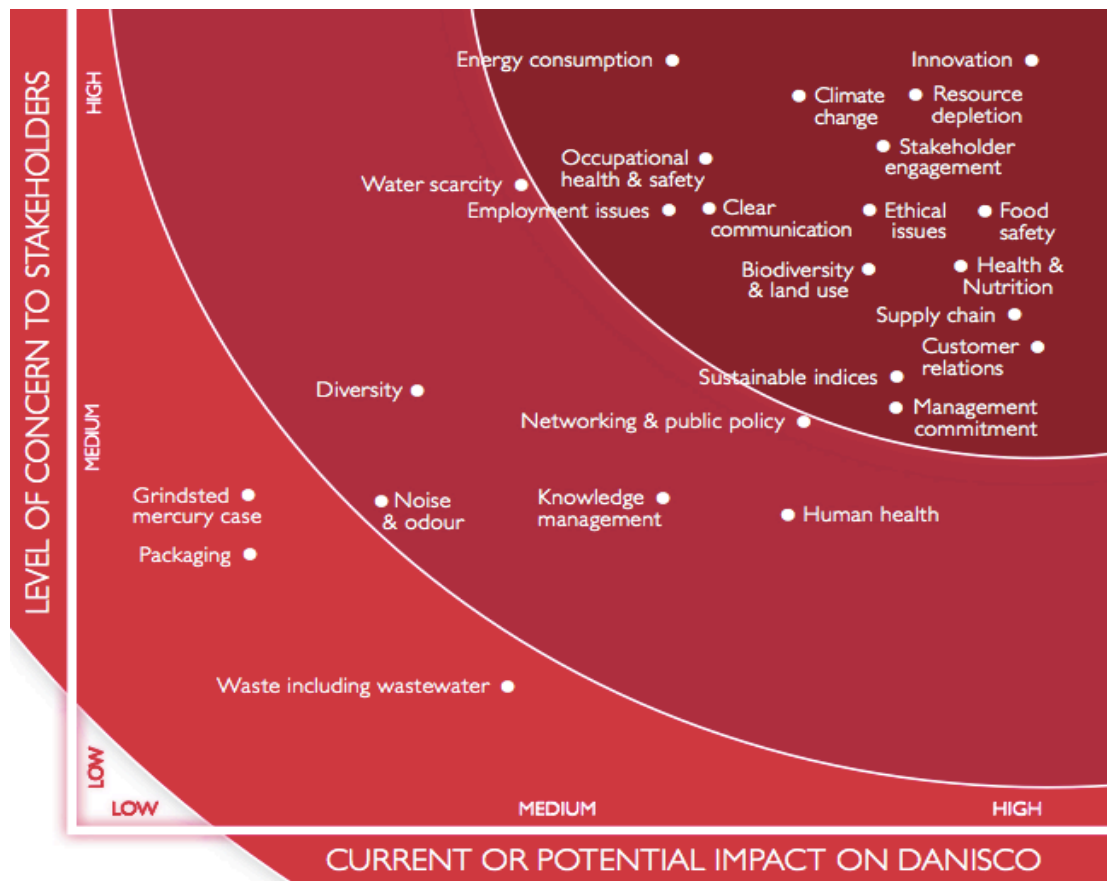 LEVEL OF CONCERN TO STAKEHOLDERS
HIGH
MEDIUM
LOW
Energy consumption
Innovation
Climate
change
Resource
depletion
Stakeholder
engagement
Occupational
health & safety
Water scarcity
Employment issues
Clear
communication
Ethical
issues
Food
safety
Biodiversity
& land use
Health &
Nutrition
Supply chain
Customer
relations
Sustainable indices
Diversity
Management
commitment
Networking & public policy
Grindsted
mercury case
Noise
& odour
Knowledge
management
Human health
Packaging
Waste including wastewater
LOW
MEDIUM
HIGH
CURRENT OR POTENTIAL IMPACT ON DANISCO